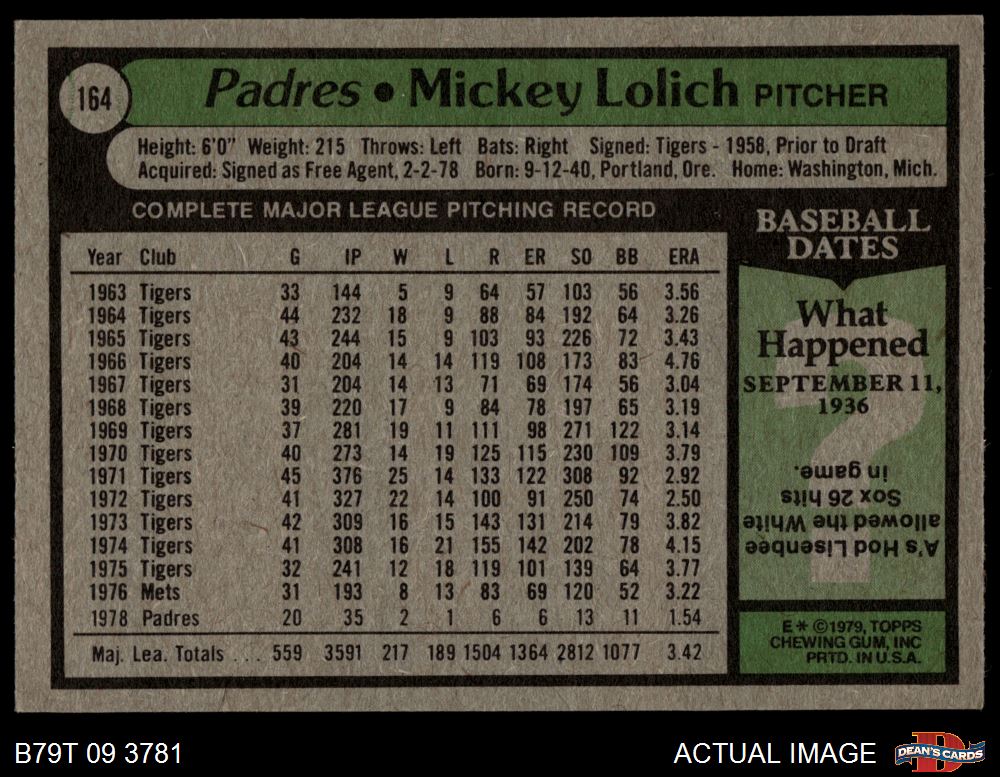 164
Padres • Mickey Lolich PITCHER
Height: 6'0" Weight: 215 Throws: Left Bats: Right Signed: Tigers - 1958, Prior to Draft
Acquired: Signed as Free Agent, 2-2-78 Born: 9-12-40, Portland, Ore. Home: Washington, Mich.
COMPLETE MAJOR LEAGUE PITCHING RECORD
Year Club G IP W L R ER SO BB ERA
1963 Tigers 33 144 5 9 64 57 103 56 3.56
1964 Tigers 44 232 18 9 88 84 192 64 3.26
1965 Tigers 43 244 15 9 103 93 226 72 3.43
1966 Tigers 40 204 14 14 119 108 173 83 4.76
1967 Tigers 31 204 14 13 71 69 174 56 3.04
1968 Tigers 39 220 17 9 84 78 197 65 3.19
1969 Tigers 37 281 19 11 111 98 271 122 3.14
1970 Tigers 40 273 14 19 125 115 230 109 3.79
1971 Tigers 45 376 25 14 133 122 308 92 2.92
1972 Tigers 41 327 22 14 100 91 250 74 2.50
1973 Tigers 42 309 16 15 143 131 214 79 3.82
1974 Tigers 41 308 16 21 155 142 202 78 4.15
1975 Tigers 32 241 12 18 119 101 139 64 3.77
1976 Mets 31 193 8 13 83 69 120 52 3.22
1978 Padres 20 35 2 1 6 6 13 11 1.54
Maj. Lea. Totals . . . 559 3591 217 189 1504 1364 2812 1077 3.42
BASEBALL
DATES
What
Happened
SEPTEMBER 11,
1936
?
A's Hod Lisenbee
allowed the White
Sox 26 hits
in game.
E* ©1979, TOPPS
CHEWING GUM, INC
PRTD. IN U.S.A.
B79T 09 3781
ACTUAL IMAGE
B
DEAN'S CARDS